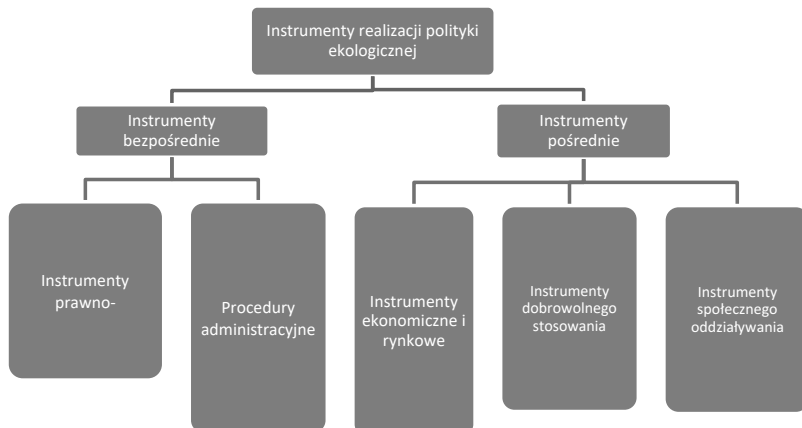 Instrumenty realizacji polityki
ekologicznej
Instrumenty
bezpośrednie
Instrumenty
pośrednie
Instrumenty
prawno-
Procedury
administracyjne
Instrumenty
ekonomiczne i
rynkowe
Instrumenty
dobrowolnego
stosowania
Instrumenty
społecznego
oddziaływania